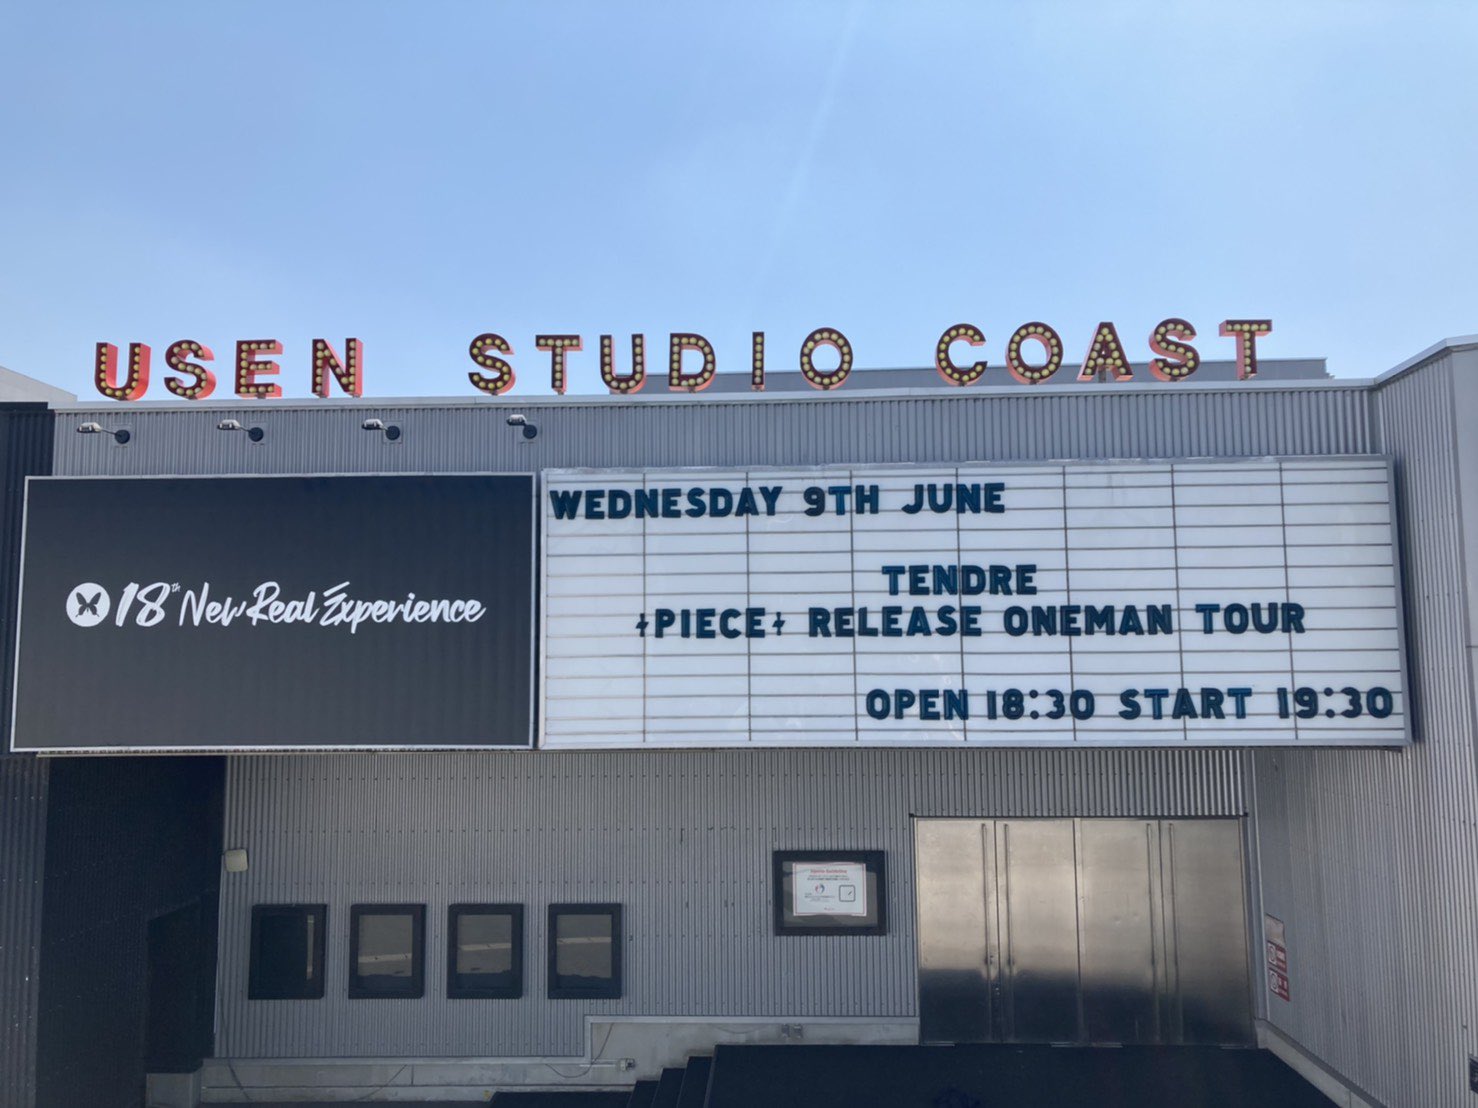 USEN STUDIO COAST
18th New Real Experience
WEDNESDAY 9TH JUNE
TENDRE
PIECE RELEASE ONEMAN TOUR
OPEN 18:30 START 19:30